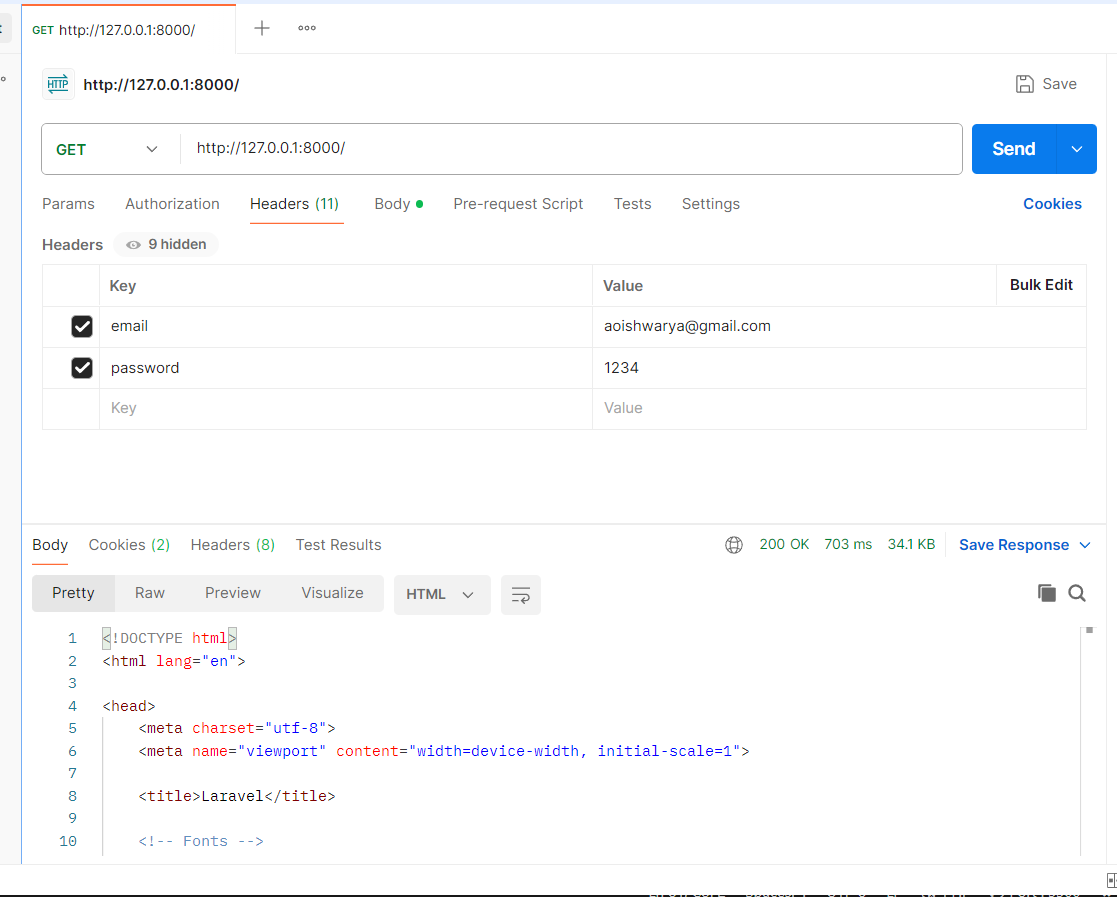 GET http://127.0.0.1:8000/
HTTP http://127.0.0.1:8000/
Save
GET http://127.0.0.1:8000/
Send
Params Authorization Headers (11) Body Pre-request Script Tests Settings Cookies
Headers 9 hidden
Key Value Bulk Edit
email aoishwarya@gmail.com
password 1234
Key Value
Body Cookies (2) Headers (8) Test Results 200 OK 703 ms 34.1 KB Save Response
Pretty Raw Preview Visualize HTML
1 <!DOCTYPE html>
2 <html lang="en">
3
4 <head>
5 <meta charset="utf-8">
6 <meta name="viewport" content="width=device-width, initial-scale=1">
7
8 <title>Laravel</title>
9
10 <!-- Fonts -->